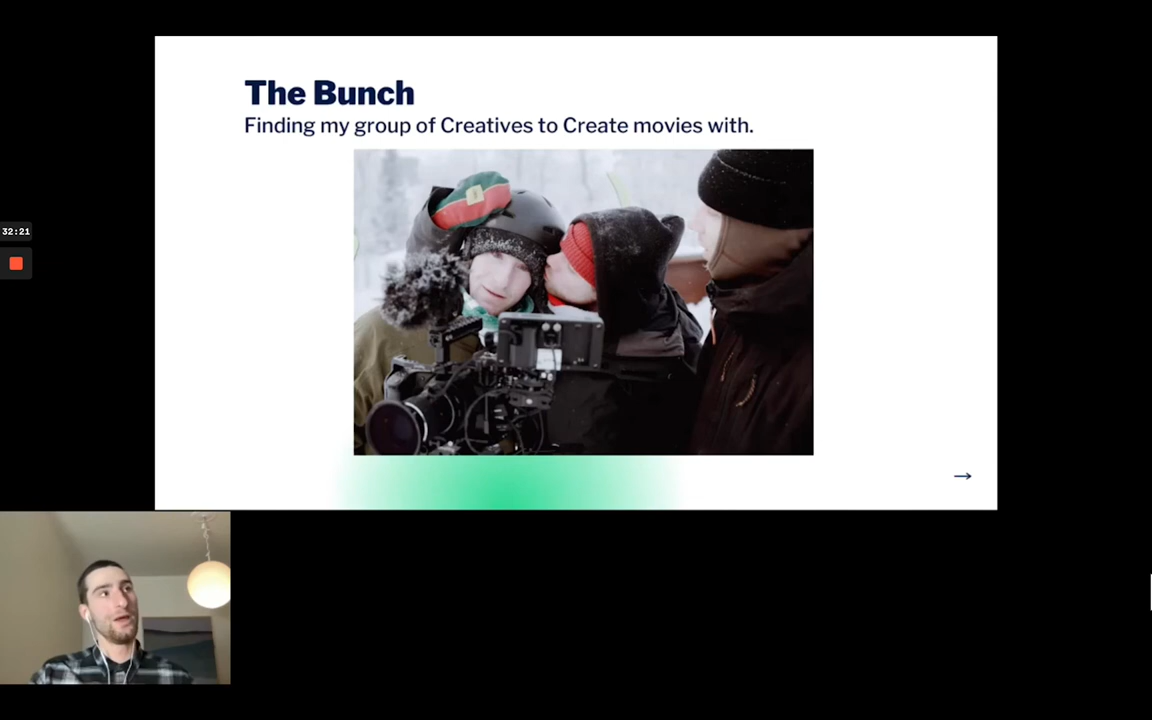 The Bunch
Finding my group of Creatives to Create movies with.
32:21